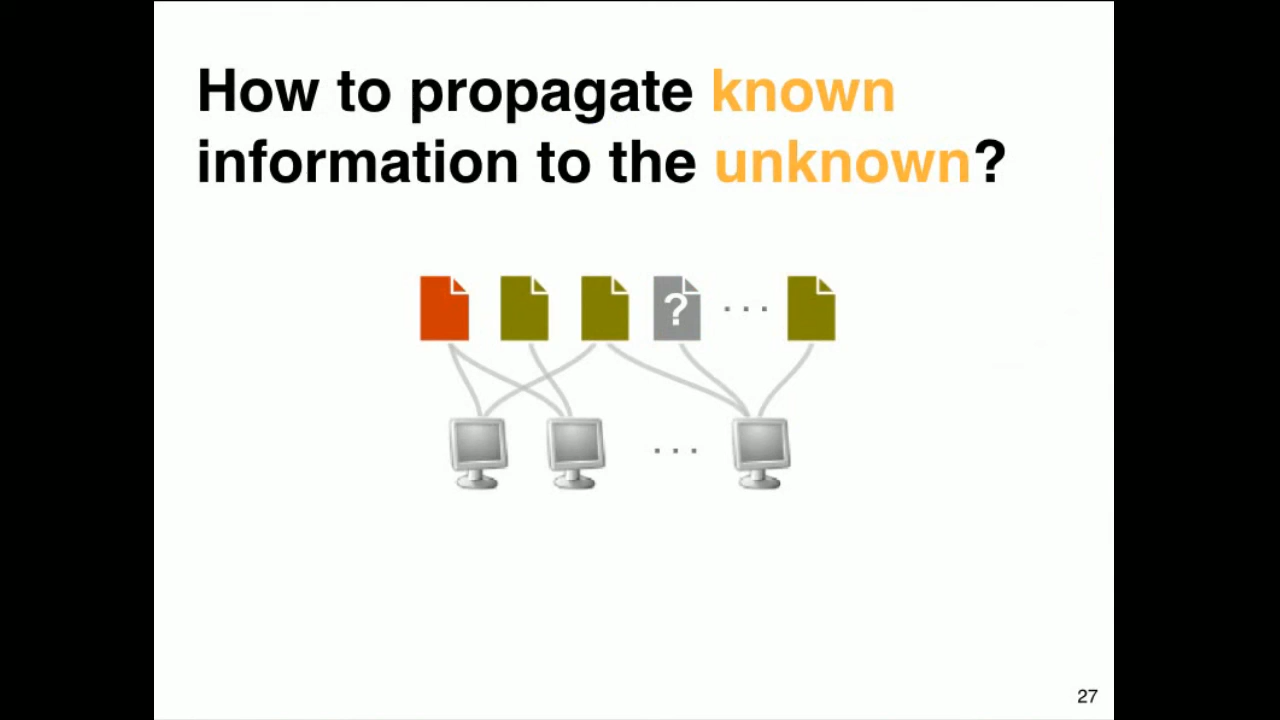 How to propagate known
information to the unknown?
?
27